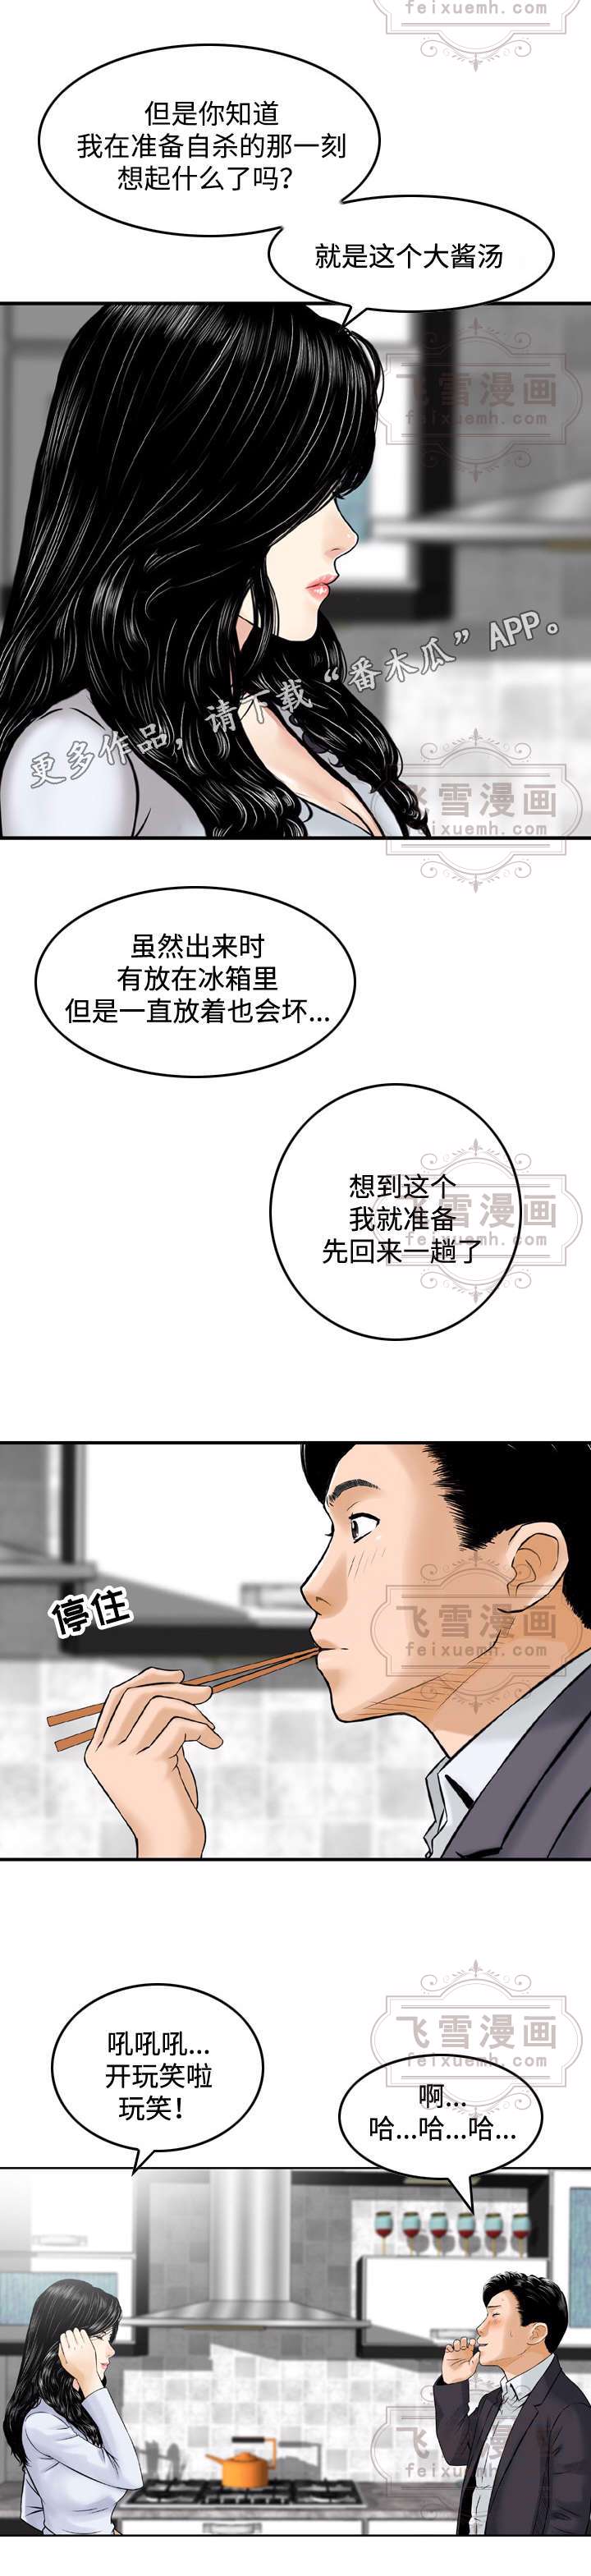 feixuemh.com
但是你知道
我在准备自杀的那一刻
想起什么了吗?
就是这个大酱汤
飞雪漫画
feixuemh.com
更多作品，请下载“番木瓜”APP。
飞雪漫画
feixuemh.com
虽然出来时
有放在冰箱里
但是一直放着也会坏...
想到这个
我就准备
先回来一趟了
飞雪漫画
feixuemh.com
停住
飞雪漫画
feixuemh.com
飞雪漫画
feixuemh.com
吼吼吼...
开玩笑啦
玩笑!
啊...
哈...哈...哈...
飞雪漫画
feixuemh.com